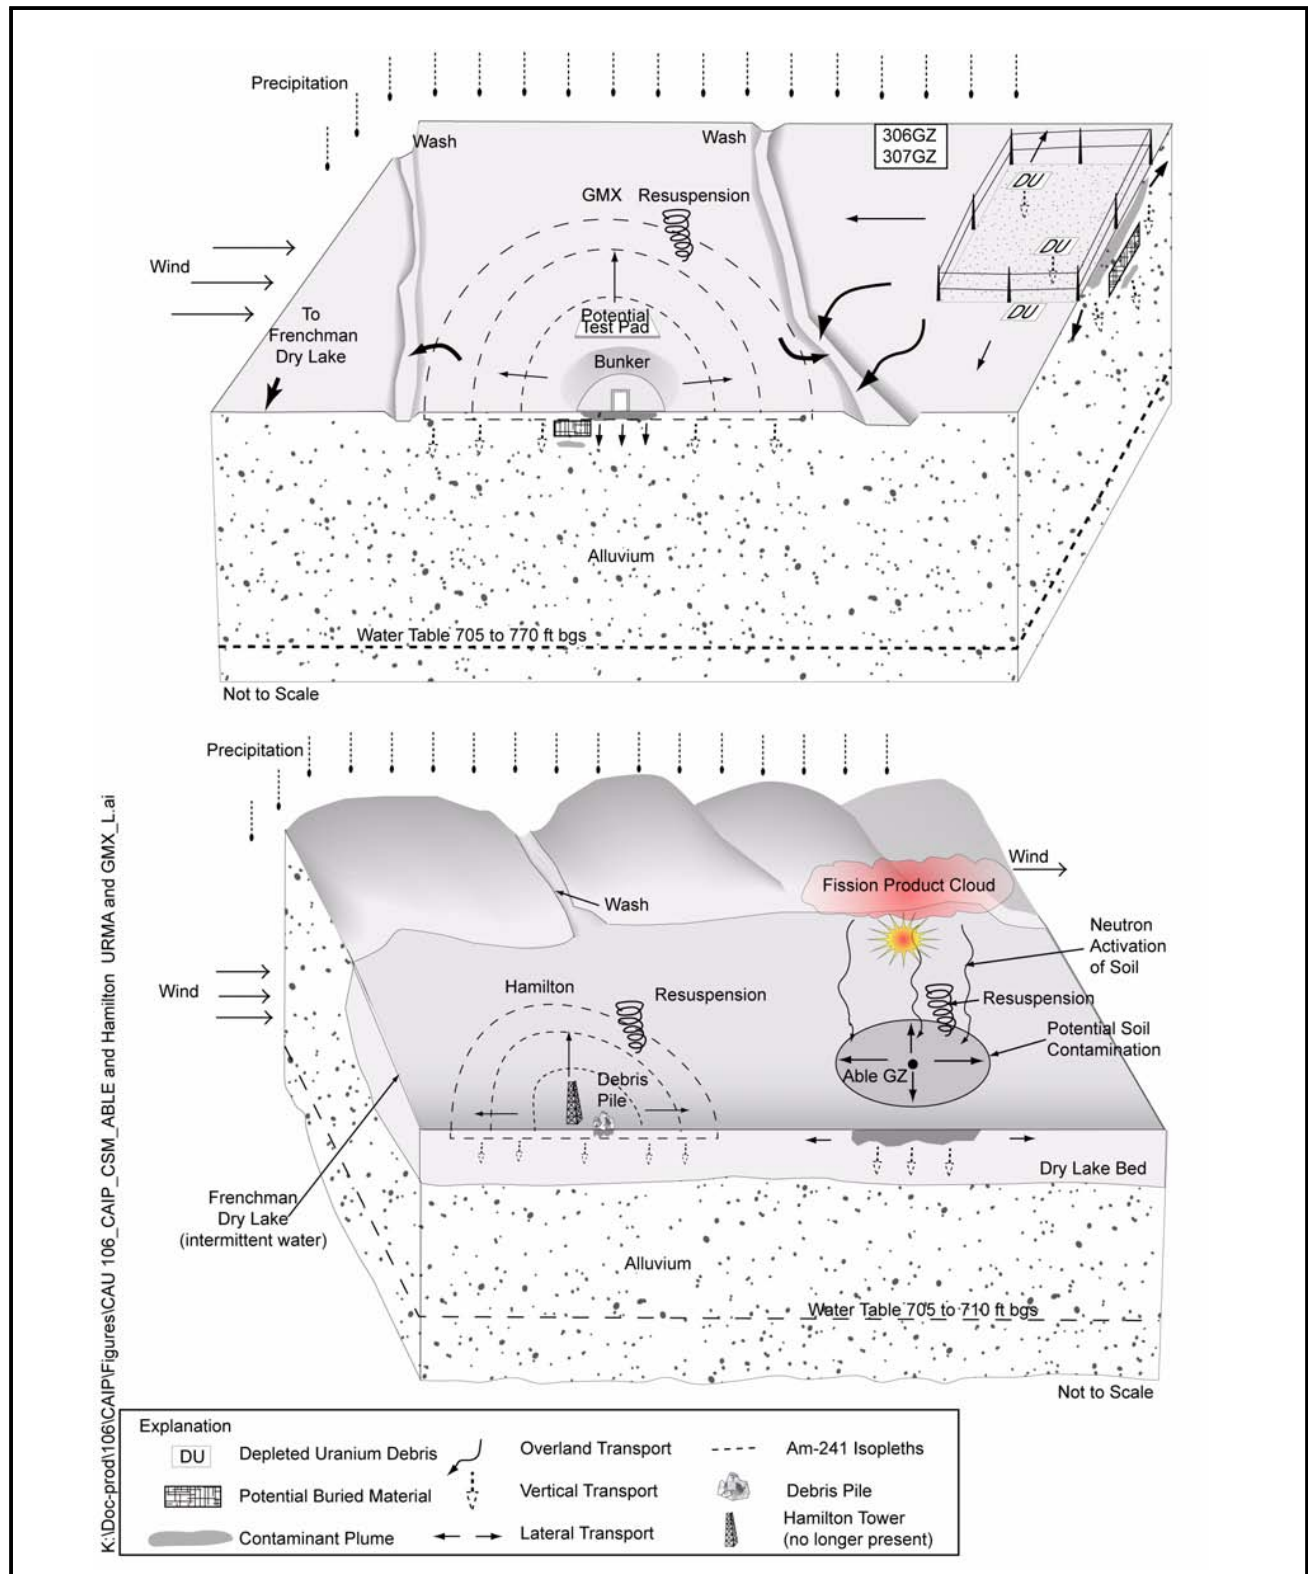 Precipitation
Wash
Wash
306GZ
307GZ
DU
GMX
Resuspension
DU
Wind
To
Frenchman
Dry Lake
DU
Potential
Test Pad
Bunker
Alluvium
Water Table 705 to 770 ft bgs
Not to Scale
Precipitation
Wind
Fission Product Cloud
Wash
Neutron
Activation
of Soil
Wind
Hamilton
Resuspension
Resuspension
Potential Soil
Contamination
Debris
Pile
Able GZ
Dry Lake Bed
Frenchman
Dry Lake
(intermittent water)
Alluvium
Water Table 705 to 710 ft bgs
Not to Scale
K:\Doc-prod\106\CAIP\Figures\CAU 106_CAIP_CSM_ABLE and Hamilton URMA and GMX_L.ai
Explanation
DU
Depleted Uranium Debris
Potential Buried Material
Contaminant Plume
Overland Transport
Vertical Transport
Lateral Transport
Am-241 Isopleths
Debris Pile
Hamilton Tower
(no longer present)